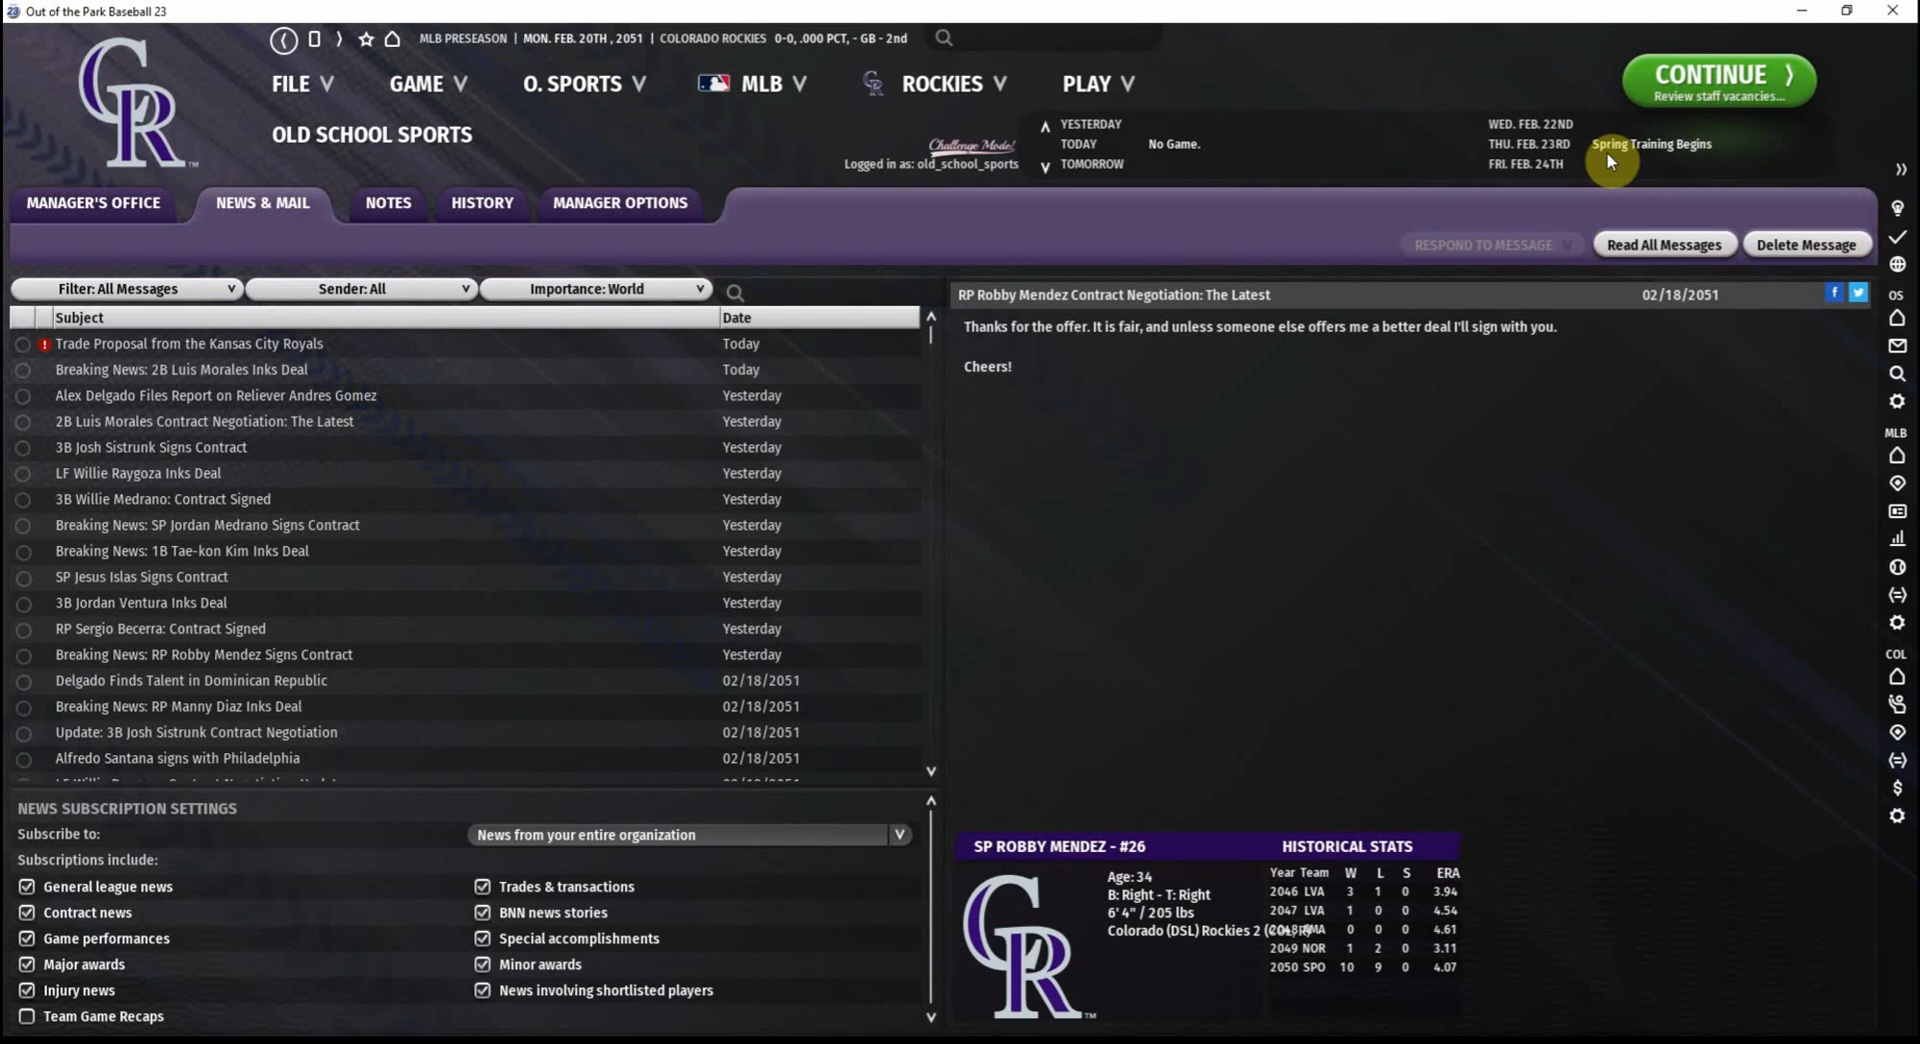 23 Out of the Park Baseball 23
MLB PRESEASON | MON. FEB. 20TH, 2051 | COLORADO ROCKIES 0-0, .000 PCT, - GB - 2nd
FILE GAME O. SPORTS MLB ROCKIES PLAY
CONTINUE
Review staff vacancies...
OLD SCHOOL SPORTS
CR
TM
Challenge Mode!
Logged in as: old_school_sports
YESTERDAY
TODAY No Game.
TOMORROW
WED. FEB. 22ND
THU. FEB. 23RD Spring Training Begins
FRI. FEB. 24TH
MANAGER'S OFFICE NEWS & MAIL NOTES HISTORY MANAGER OPTIONS
RESPOND TO MESSAGE Read All Messages Delete Message
Filter: All Messages Sender: All Importance: World
Subject Date
Trade Proposal from the Kansas City Royals Today
Breaking News: 2B Luis Morales Inks Deal Today
Alex Delgado Files Report on Reliever Andres Gomez Yesterday
2B Luis Morales Contract Negotiation: The Latest Yesterday
3B Josh Sistrunk Signs Contract Yesterday
LF Willie Raygoza Inks Deal Yesterday
3B Willie Medrano: Contract Signed Yesterday
Breaking News: SP Jordan Medrano Signs Contract Yesterday
Breaking News: 1B Tae-kon Kim Inks Deal Yesterday
SP Jesus Islas Signs Contract Yesterday
3B Jordan Ventura Inks Deal Yesterday
RP Sergio Becerra: Contract Signed Yesterday
Breaking News: RP Robby Mendez Signs Contract Yesterday
Delgado Finds Talent in Dominican Republic 02/18/2051
Breaking News: RP Manny Diaz Inks Deal 02/18/2051
Update: 3B Josh Sistrunk Contract Negotiation 02/18/2051
Alfredo Santana signs with Philadelphia 02/18/2051
NEWS SUBSCRIPTION SETTINGS
Subscribe to: News from your entire organization
Subscriptions include:
General league news Trades & transactions
Contract news BNN news stories
Game performances Special accomplishments
Major awards Minor awards
Injury news News involving shortlisted players
Team Game Recaps
RP Robby Mendez Contract Negotiation: The Latest 02/18/2051
Thanks for the offer. It is fair, and unless someone else offers me a better deal I'll sign with you.
Cheers!
SP ROBBY MENDEZ - #26 HISTORICAL STATS
CR
TM
Age: 34
B: Right - T: Right
6' 4" / 205 lbs
Colorado (DSL) Rockies 2
Year Team W L S ERA
2046 LVA 3 1 0 3.94
2047 LVA 1 0 0 4.54
0 0 0 4.61
2049 NOR 1 2 0 3.11
2050 SPO 10 9 0 4.07
OS
MLB
COL
$